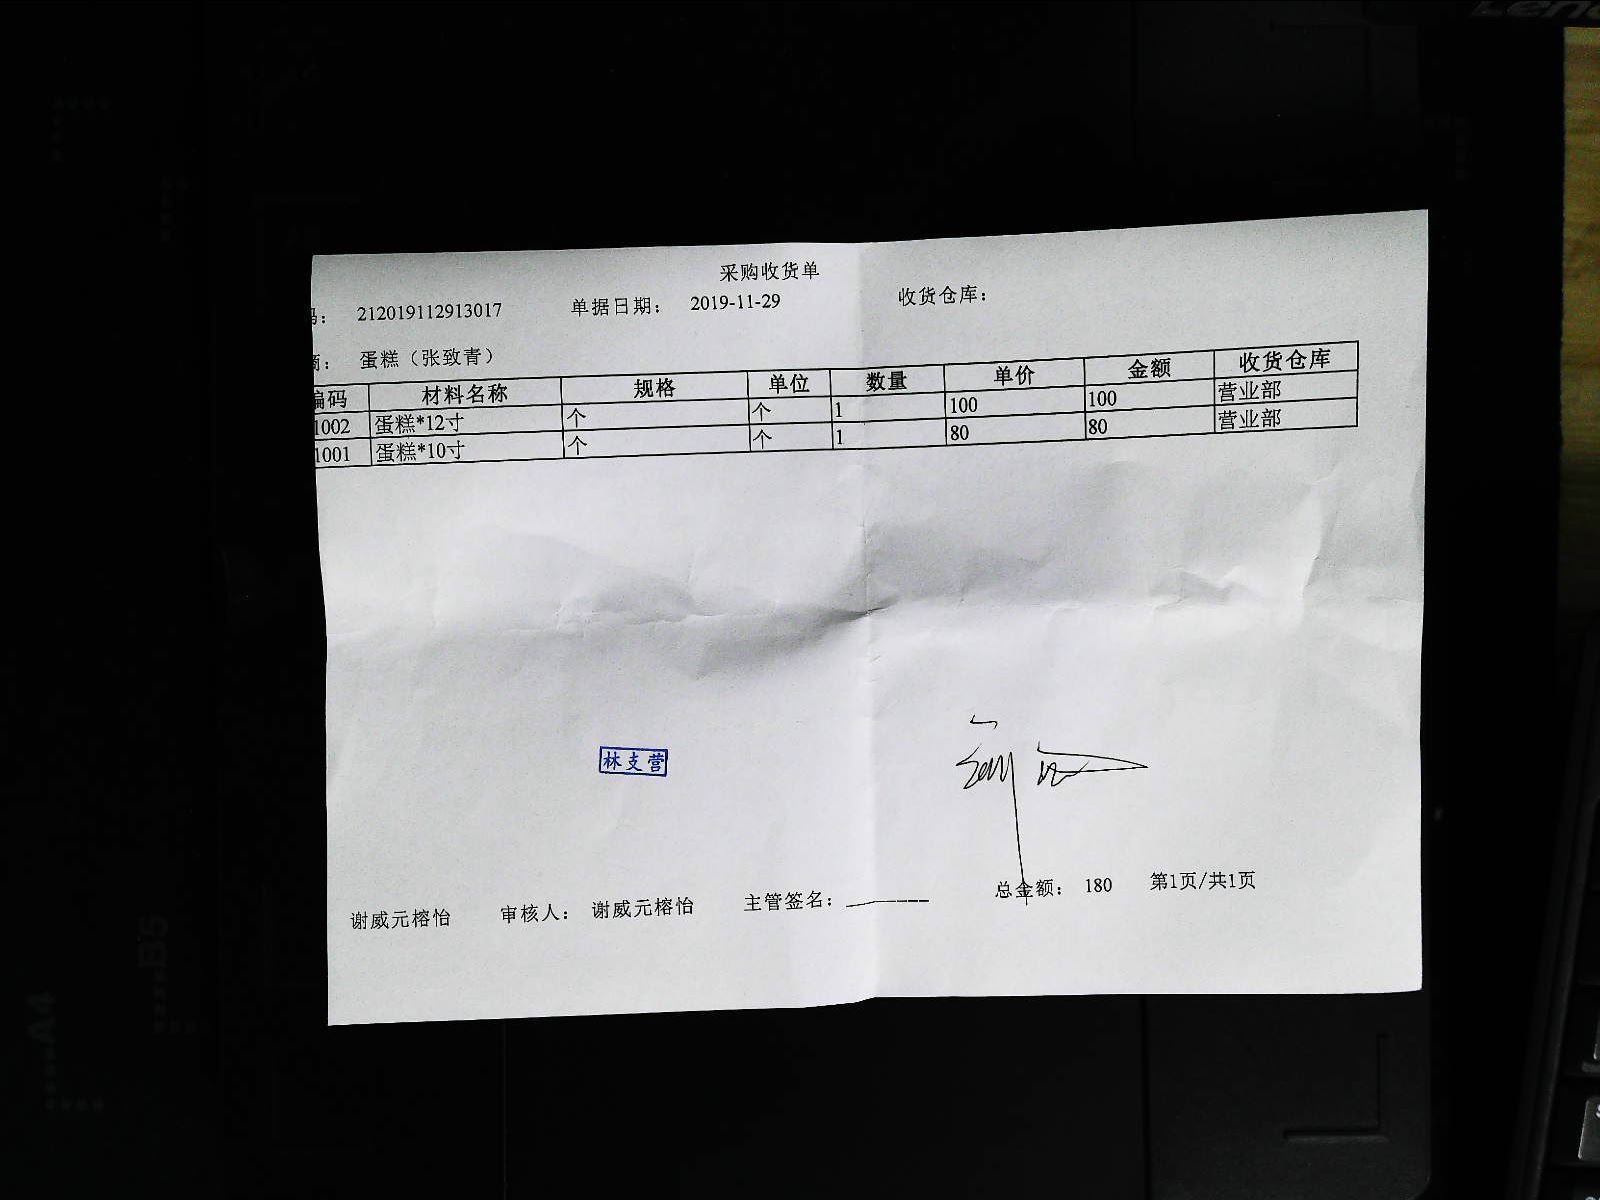 采购收货单
码： 212019112913017 单据日期： 2019-11-29 收货仓库：
商： 蛋糕（张致青）
编码 材料名称 规格 单位 数量 单价 金额 收货仓库
1002 蛋糕*12寸 个 个 1 100 100 营业部
1001 蛋糕*10寸 个 个 1 80 80 营业部
林支营
谢威元榕怡 审核人： 谢威元榕怡 主管签名： 总金额： 180 第1页/共1页
A4
B5
Leno